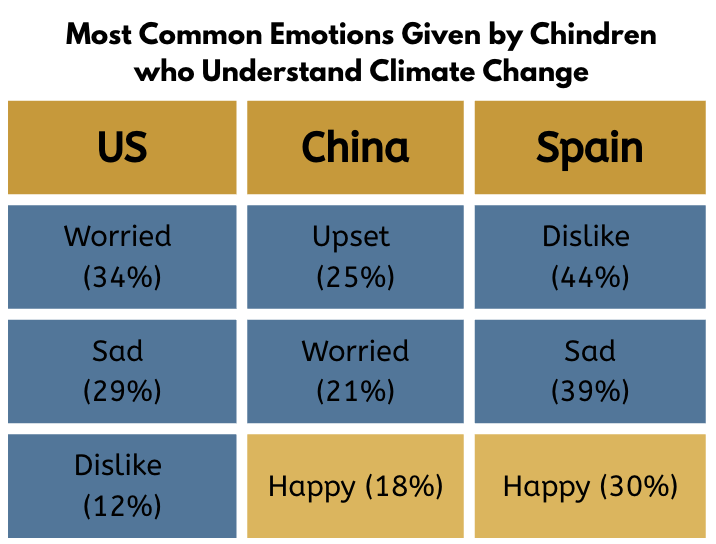 Most Common Emotions Given by Chindren
who Understand Climate Change
US
China
Spain
Worried
(34%)
Upset
(25%)
Dislike
(44%)
Sad
(29%)
Worried
(21%)
Sad
(39%)
Dislike
(12%)
Happy (18%)
Happy (30%)